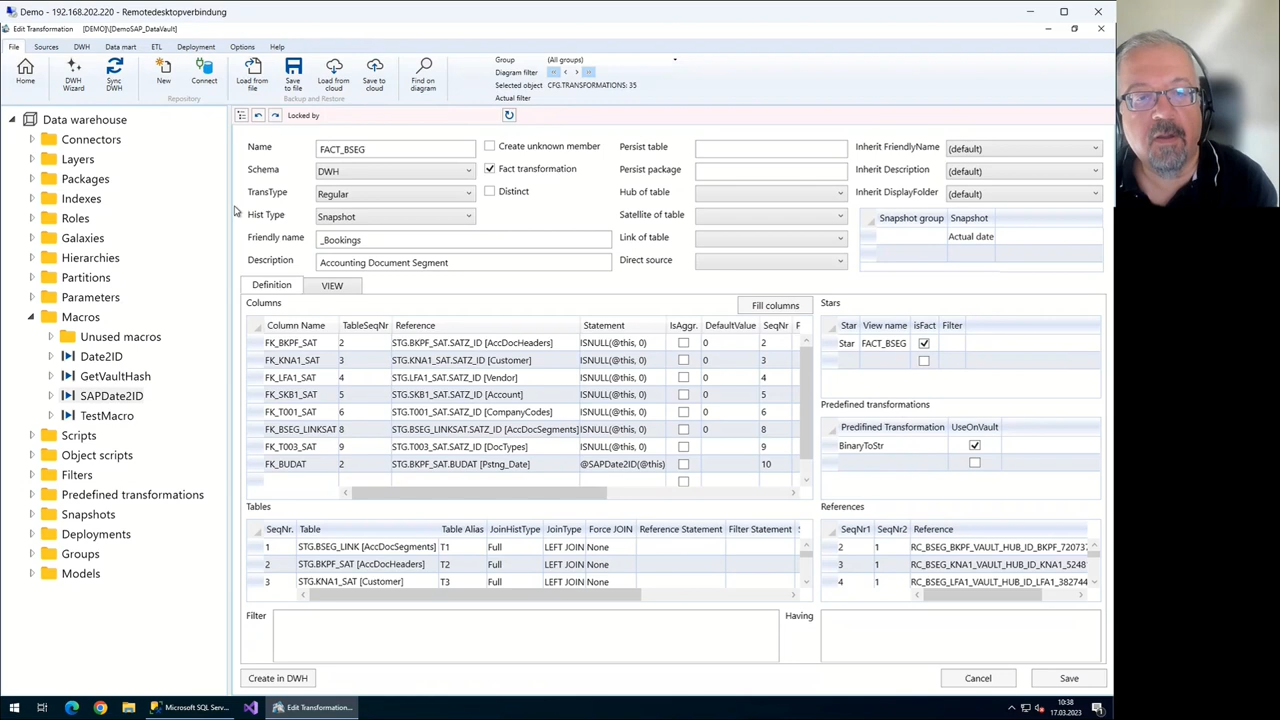 Demo - 192.168.202.220 - Remotedesktopverbindung
Edit Transformation [DEMO]\[DemoSAP_DataVault]
File Sources DWH Data mart ETL Deployment Options Help
Home DWH Wizard Sync DWH New Connect Load from file Save to file Load from cloud Save to cloud Find on diagram
Repository Backup and Restore
Group (All groups)
Diagram filter
Selected object CFG.TRANSFORMATIONS: 35
Actual filter
Locked by
Data warehouse
Connectors
Layers
Packages
Indexes
Roles
Galaxies
Hierarchies
Partitions
Parameters
Macros
Unused macros
Date2ID
GetVaultHash
SAPDate2ID
TestMacro
Scripts
Object scripts
Filters
Predefined transformations
Snapshots
Deployments
Groups
Models
Name FACT_BSEG Create unknown member Persist table Inherit FriendlyName (default)
Schema DWH Fact transformation Persist package Inherit Description (default)
TransType Regular Distinct Hub of table Inherit DisplayFolder (default)
Hist Type Snapshot Satellite of table Snapshot group Snapshot
Friendly name _Bookings Link of table Actual date
Description Accounting Document Segment Direct source
Definition VIEW
Columns Fill columns
Column Name TableSeqNr Reference Statement IsAggr. DefaultValue SeqNr F
FK_BKPF_SAT 2 STG.BKPF_SAT.SATZ_ID [AccDocHeaders] ISNULL(@this, 0) 0 2
FK_KNA1_SAT 3 STG.KNA1_SAT.SATZ_ID [Customer] ISNULL(@this, 0) 0 3
FK_LFA1_SAT 4 STG.LFA1_SAT.SATZ_ID [Vendor] ISNULL(@this, 0) 0 4
FK_SKB1_SAT 5 STG.SKB1_SAT.SATZ_ID [Account] ISNULL(@this, 0) 0 5
FK_T001_SAT 6 STG.T001_SAT.SATZ_ID [CompanyCodes] ISNULL(@this, 0) 0 6
FK_BSEG_LINKSAT 8 STG.BSEG_LINKSAT.SATZ_ID [AccDocSegments] ISNULL(@this, 0) 0 8
FK_T003_SAT 9 STG.T003_SAT.SATZ_ID [DocTypes] ISNULL(@this, 0) 0 9
FK_BUDAT 2 STG.BKPF_SAT.BUDAT [Pstng_Date] @SAPDate2ID(@this) 10
Stars
Star View name isFact Filter
Star FACT_BSEG
Predefined transformations
Predifined Transformation UseOnVault
BinaryToStr
Tables
SeqNr. Table Table Alias JoinHistType JoinType Force JOIN Reference Statement Filter Statement
1 STG.BSEG_LINK [AccDocSegments] T1 Full LEFT JOIN None
2 STG.BKPF_SAT [AccDocHeaders] T2 Full LEFT JOIN None
3 STG.KNA1_SAT [Customer] T3 Full LEFT JOIN None
References
SeqNr1 SeqNr2 Reference
2 1 RC_BSEG_BKPF_VAULT_HUB_ID_BKPF_72073
3 1 RC_BSEG_KNA1_VAULT_HUB_ID_KNA1_5248
4 1 RC_BSEG_LFA1_VAULT_HUB_ID_LFA1_382744
Filter Having
Create in DWH Cancel Save
Microsoft SQL Serv... Edit Transformation...
10:38
17.03.2023